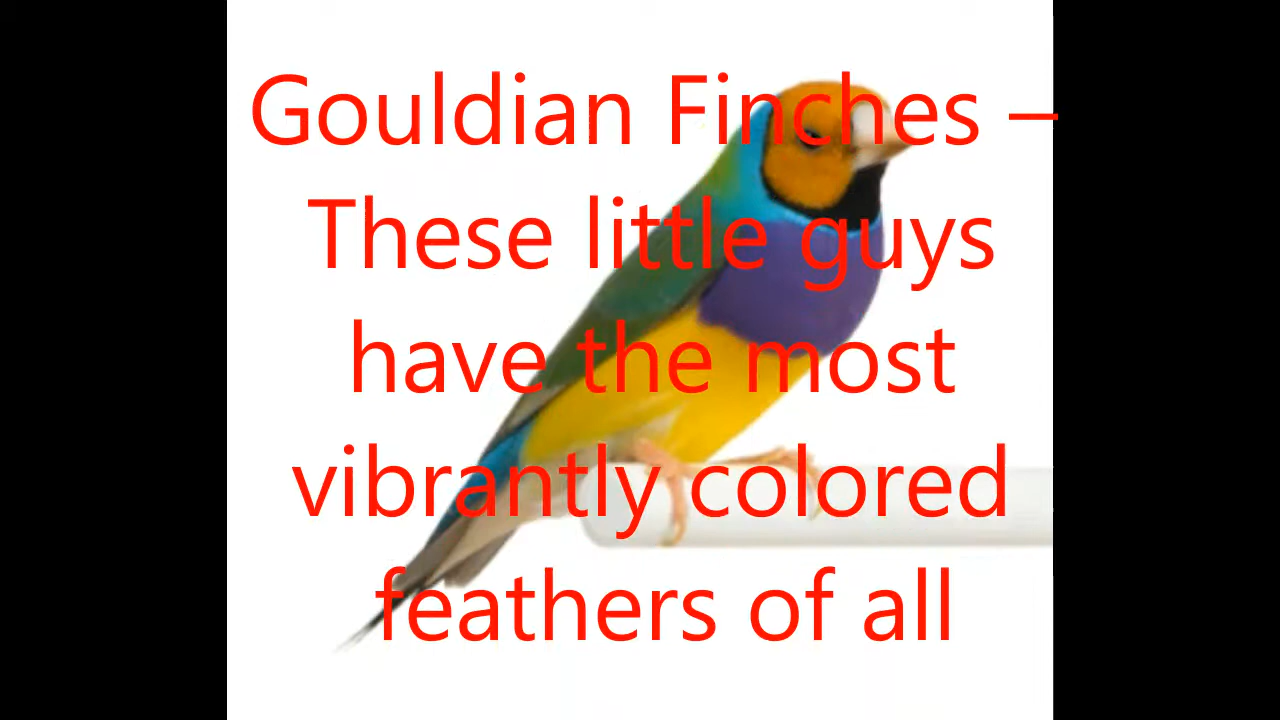 Gouldian Finches –
These little guys
have the most
vibrantly colored
feathers of all